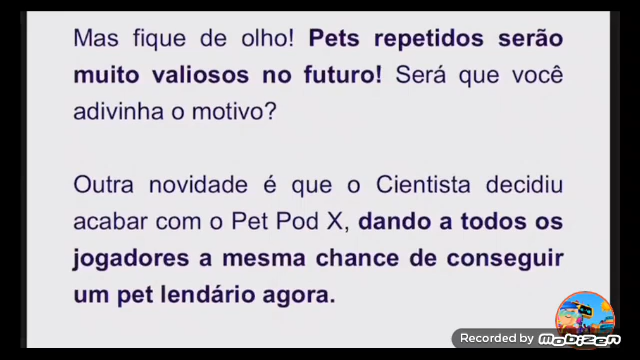 Mas fique de olho! Pets repetidos serão
muito valiosos no futuro! Será que você
adivinha o motivo?
Outra novidade é que o Cientista decidiu
acabar com o Pet Pod X, dando a todos os
jogadores a mesma chance de conseguir
um pet lendário agora.
Recorded by
Mobizen